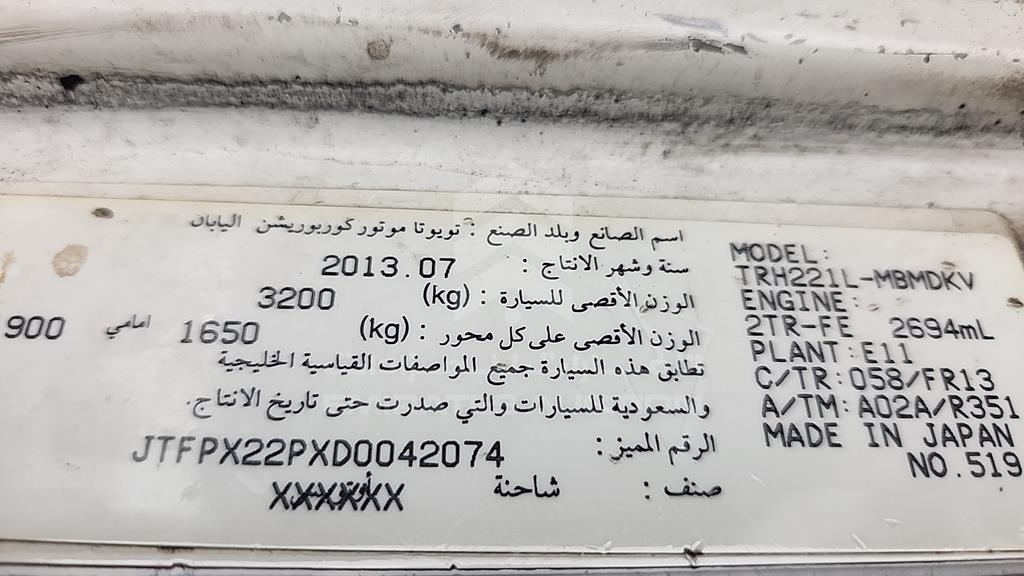 اسم الصانع وبلد الصنع : تويوتا موتور كوربوريشن اليابان
سنة وشهر الانتاج : 2013.07
الوزن الأقصى للسيارة : (kg) 3200
الوزن الأقصى على كل محور : (kg) 1650 امامي 900
تطابق هذه السيارة جميع المواصفات القياسية الخليجية
والسعودية للسيارات والتي صدرت حتى تاريخ الانتاج.
الرقم المميز: JTFPX22PXD0042074
صنف : شاحنة XXXXXX
MODEL:
TRH221L-MBMDKV
ENGINE:
2TR-FE 2694mL
PLANT:E11
C/TR:058/FR13
A/TM:A02A/R351
MADE IN JAPAN
NO.519